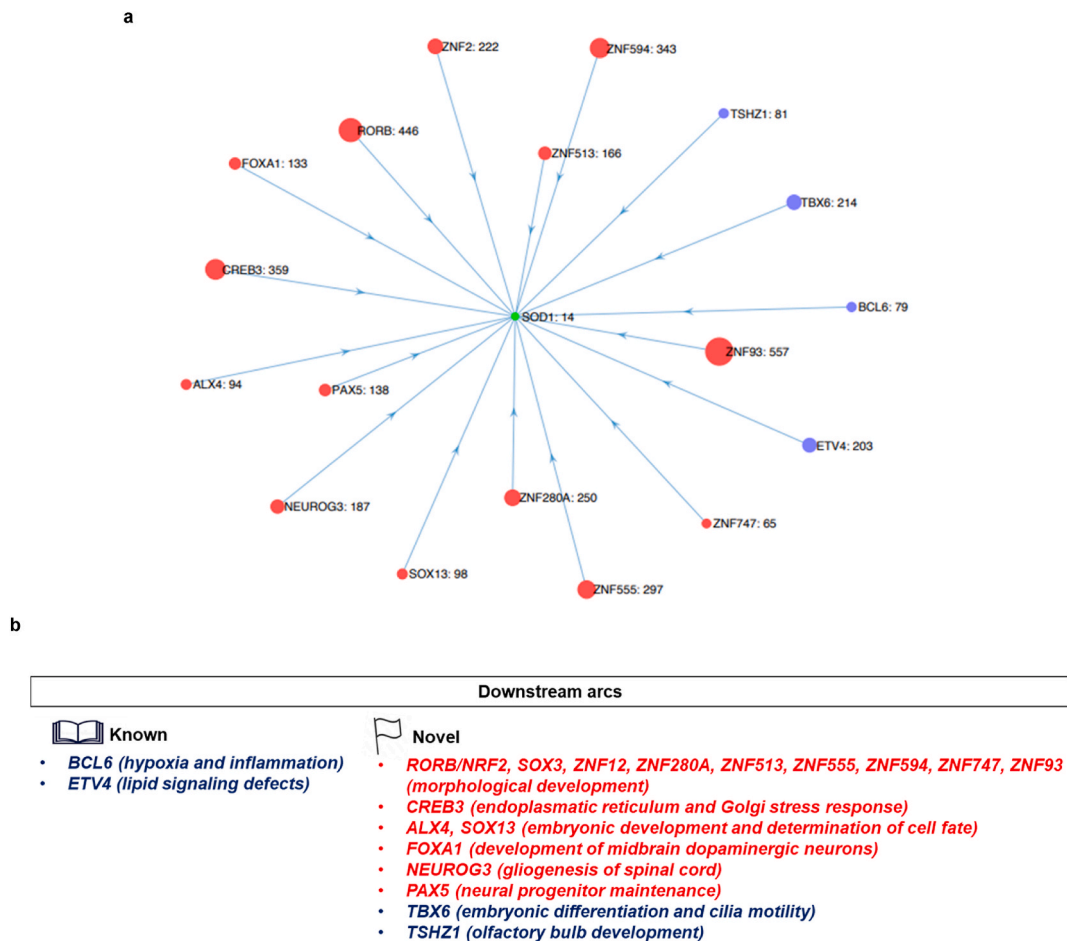 a
ZNF2: 222
ZNF594: 343
TSHZ1: 81
RORB: 446
ZNF513: 166
FOXA1: 133
TBX6: 214
CREB3: 359
BCL6: 79
SOD1: 14
ZNF93: 557
ALX4: 94
PAX5: 138
ETV4: 203
NEUROG3: 187
ZNF280A: 250
ZNF747: 65
SOX13: 98
ZNF555: 297
b
Downstream arcs
Known
• BCL6 (hypoxia and inflammation)
• ETV4 (lipid signaling defects)
Novel
• RORB/NRF2, SOX3, ZNF12, ZNF280A, ZNF513, ZNF555, ZNF594, ZNF747, ZNF93
(morphological development)
• CREB3 (endoplasmatic reticulum and Golgi stress response)
• ALX4, SOX13 (embryonic development and determination of cell fate)
• FOXA1 (development of midbrain dopaminergic neurons)
• NEUROG3 (gliogenesis of spinal cord)
• PAX5 (neural progenitor maintenance)
• TBX6 (embryonic differentiation and cilia motility)
• TSHZ1 (olfactory bulb development)